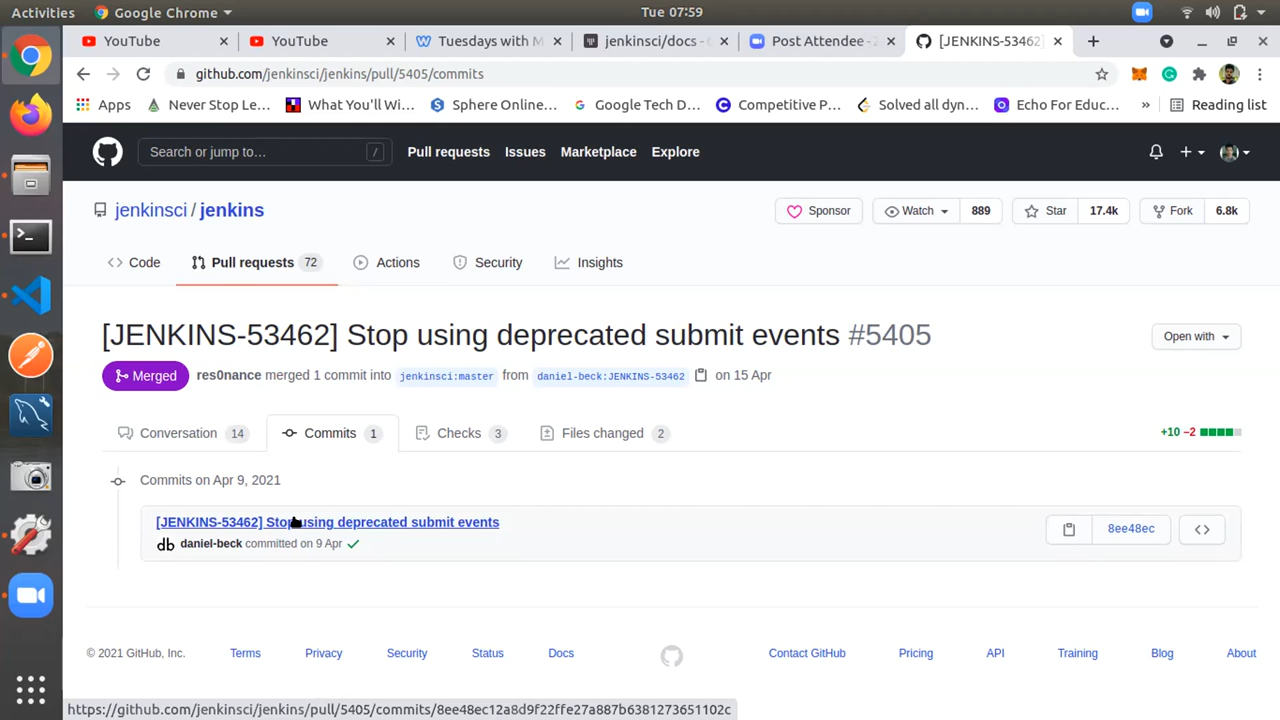 Activities Google Chrome Tue 07:59
YouTube YouTube Tuesdays with M jenkinsci/docs - Post Attendee - [JENKINS-53462]
github.com/jenkinsci/jenkins/pull/5405/commits
Apps Never Stop Le... What You'll Wi... Sphere Online... Google Tech D... Competitive P... Solved all dyn... Echo For Educ... » Reading list
Search or jump to… / Pull requests Issues Marketplace Explore
jenkinsci / jenkins Sponsor Watch 889 Star 17.4k Fork 6.8k
Code Pull requests 72 Actions Security Insights
[JENKINS-53462] Stop using deprecated submit events #5405 Open with
Merged res0nance merged 1 commit into jenkinsci:master from daniel-beck:JENKINS-53462 on 15 Apr
Conversation 14 Commits 1 Checks 3 Files changed 2 +10 −2
Commits on Apr 9, 2021
[JENKINS-53462] Stop using deprecated submit events
db daniel-beck committed on 9 Apr 8ee48ec
© 2021 GitHub, Inc. Terms Privacy Security Status Docs Contact GitHub Pricing API Training Blog About
https://github.com/jenkinsci/jenkins/pull/5405/commits/8ee48ec12a8d9f22ffe27a887b6381273651102c